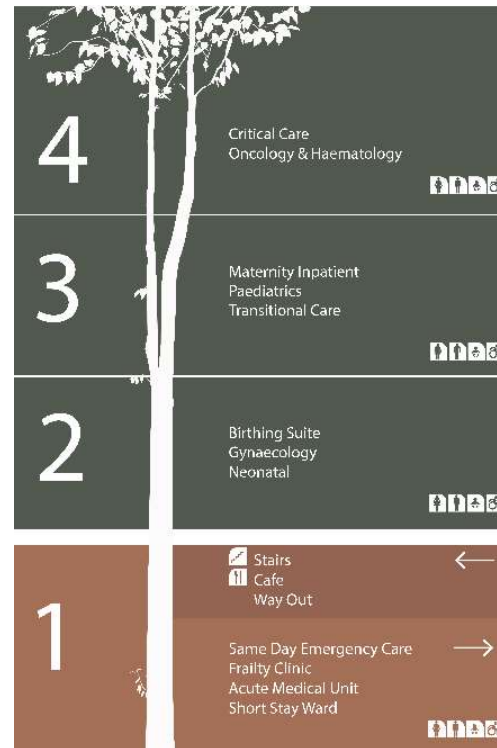 4
Critical Care
Oncology & Haematology
3
Maternity Inpatient
Paediatrics
Transitional Care
2
Birthing Suite
Gynaecology
Neonatal
1
Stairs
Cafe
Way Out
Same Day Emergency Care
Frailty Clinic
Acute Medical Unit
Short Stay Ward